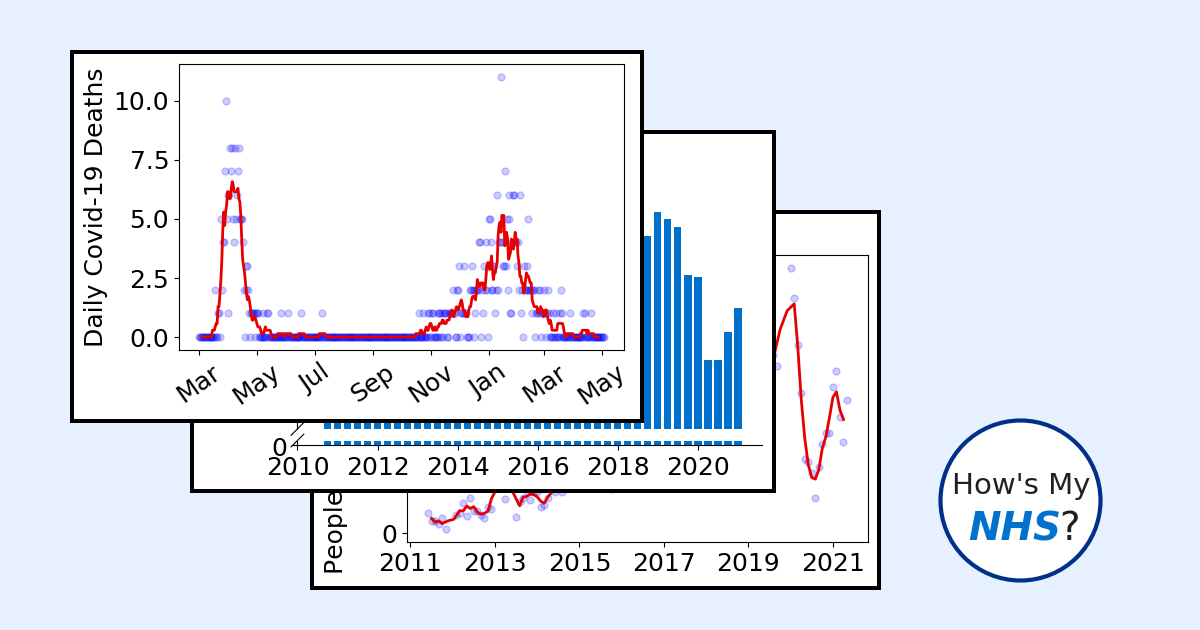 Daily Covid-19 Deaths
10.0
7.5
5.0
2.5
0.0
Mar May Jul Sep Nov Jan Mar May
0
2010 2012 2014 2016 2018 2020
People
0
2011 2013 2015 2017 2019 2021
How's My
NHS?